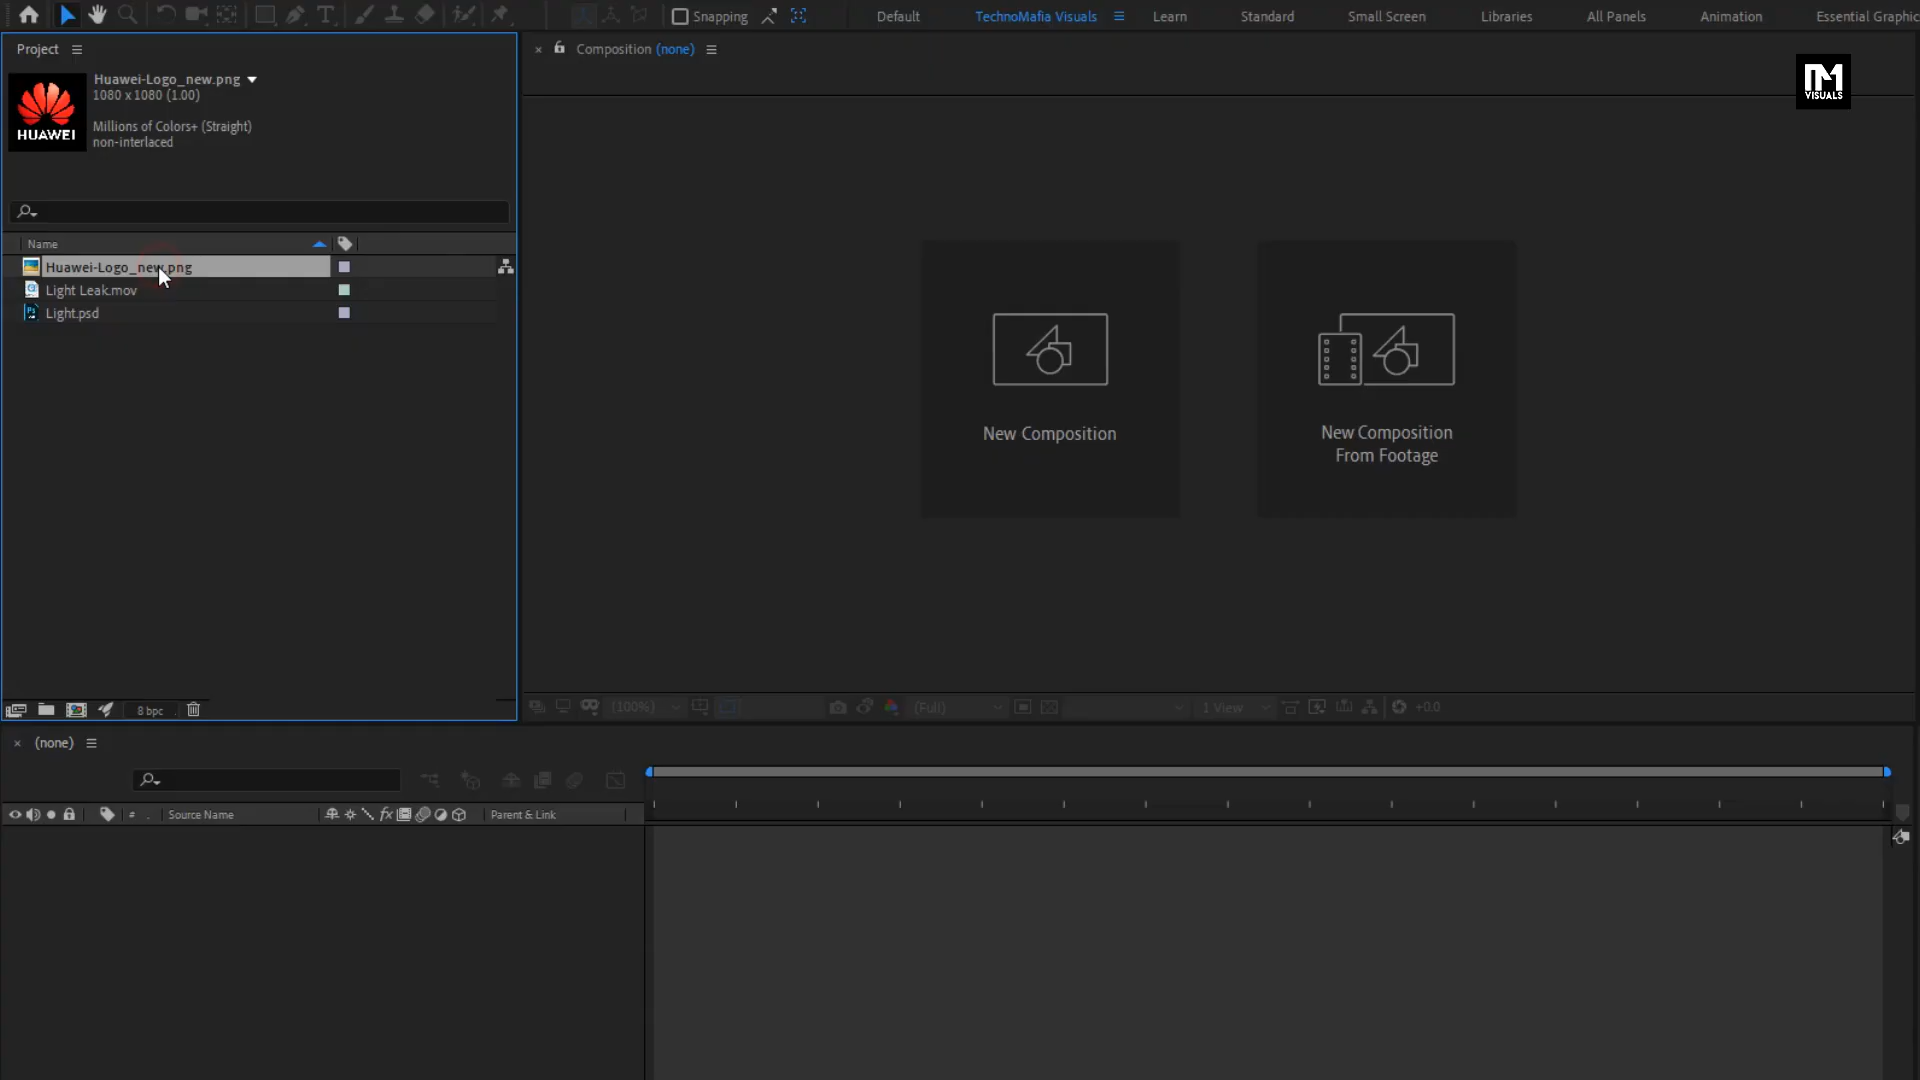 Snapping
Default
TechnoMafia Visuals
Learn
Standard
Small Screen
Libraries
All Panels
Animation
Essential Graphic
Project
Composition (none)
Huawei-Logo_new.png
1080 x 1080 (1.00)
Millions of Colors+ (Straight)
non-interlaced
HUAWEI
VISUALS
Name
Huawei-Logo_new.png
Light Leak.mov
Light.psd
New Composition
New Composition
From Footage
8 bpc
(100%)
(Full)
1 View
+0.0
(none)
#
Source Name
fx
Parent & Link